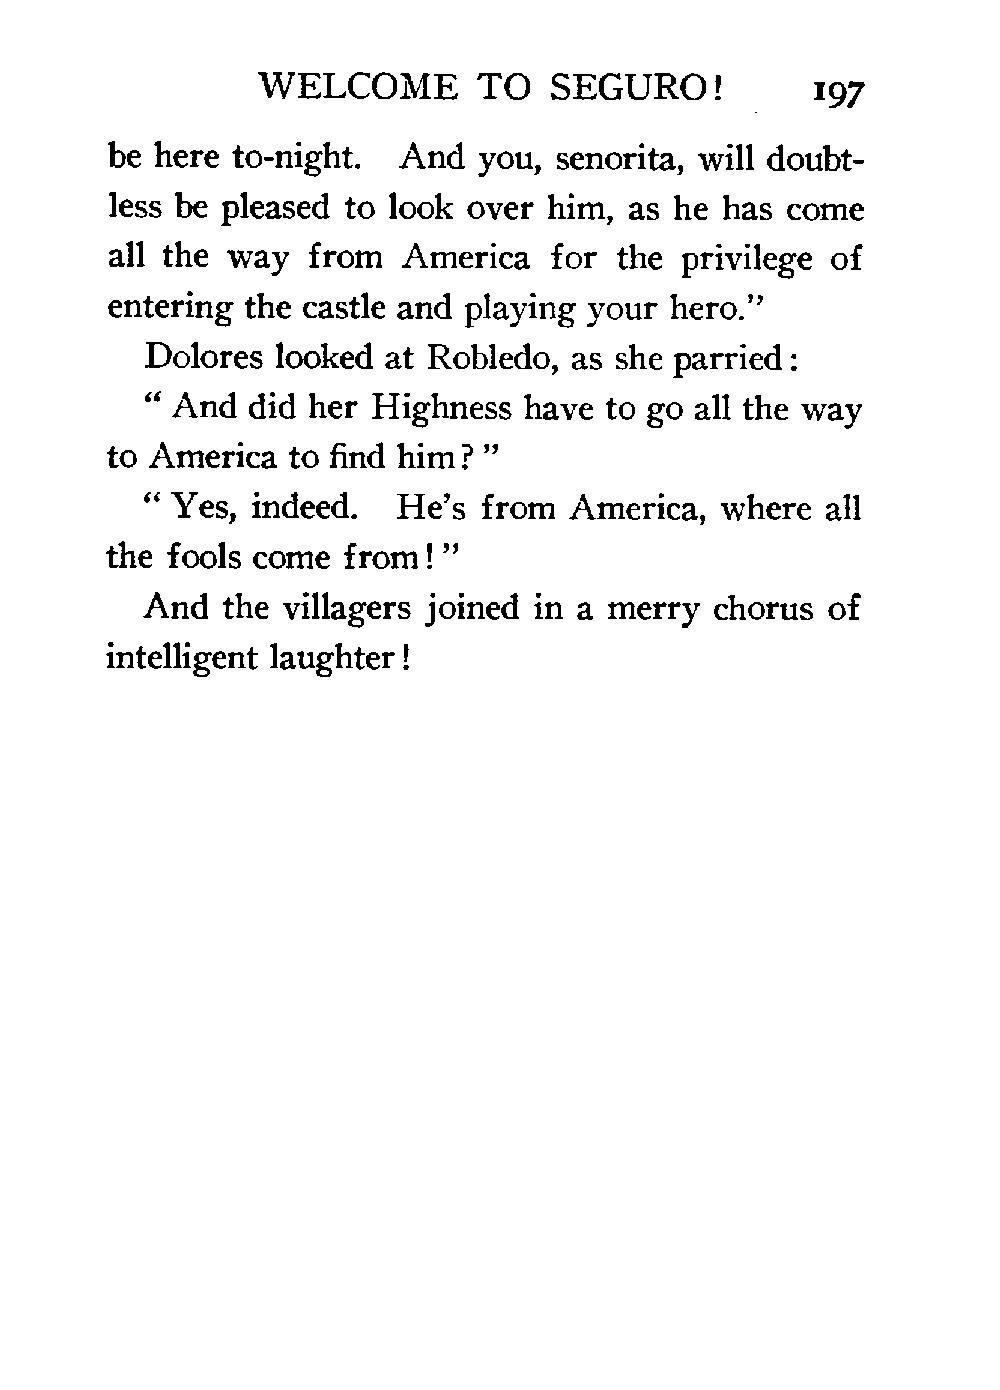 WELCOME TO SEGURO! 197
be here to-night. And you, senorita, will doubt-
less be pleased to look over him, as he has come
all the way from America for the privilege of
entering the castle and playing your hero."
Dolores looked at Robledo, as she parried:
" And did her Highness have to go all the way
to America to find him? "
" Yes, indeed. He's from America, where all
the fools come from! "
And the villagers joined in a merry chorus of
intelligent laughter!